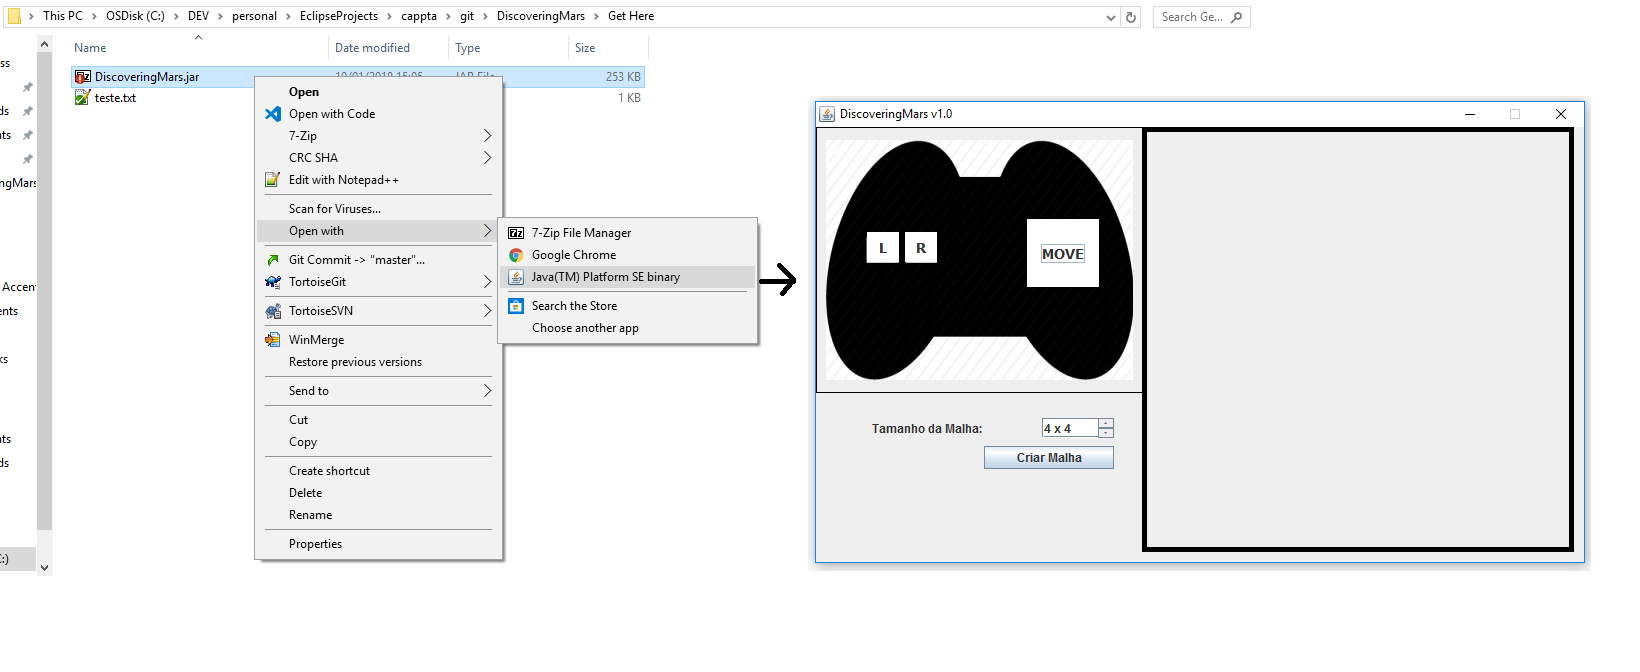 This PC > OSDisk (C:) > DEV > personal > EclipseProjects > cappta > git > DiscoveringMars > Get Here
Search Ge...
Name Date modified Type Size
DiscoveringMars.jar 10/01/2018 15:05 JAR File 253 KB
teste.txt 1 KB
ss
ds
ts
ngMars
Accent
ents
ks
nts
ds
C:)
Open
Open with Code
7-Zip
CRC SHA
Edit with Notepad++
Scan for Viruses...
Open with
Git Commit -> "master"...
TortoiseGit
TortoiseSVN
WinMerge
Restore previous versions
Send to
Cut
Copy
Create shortcut
Delete
Rename
Properties
7-Zip File Manager
Google Chrome
Java(TM) Platform SE binary
Search the Store
Choose another app
DiscoveringMars v1.0
L R MOVE
Tamanho da Malha: 4 x 4
Criar Malha